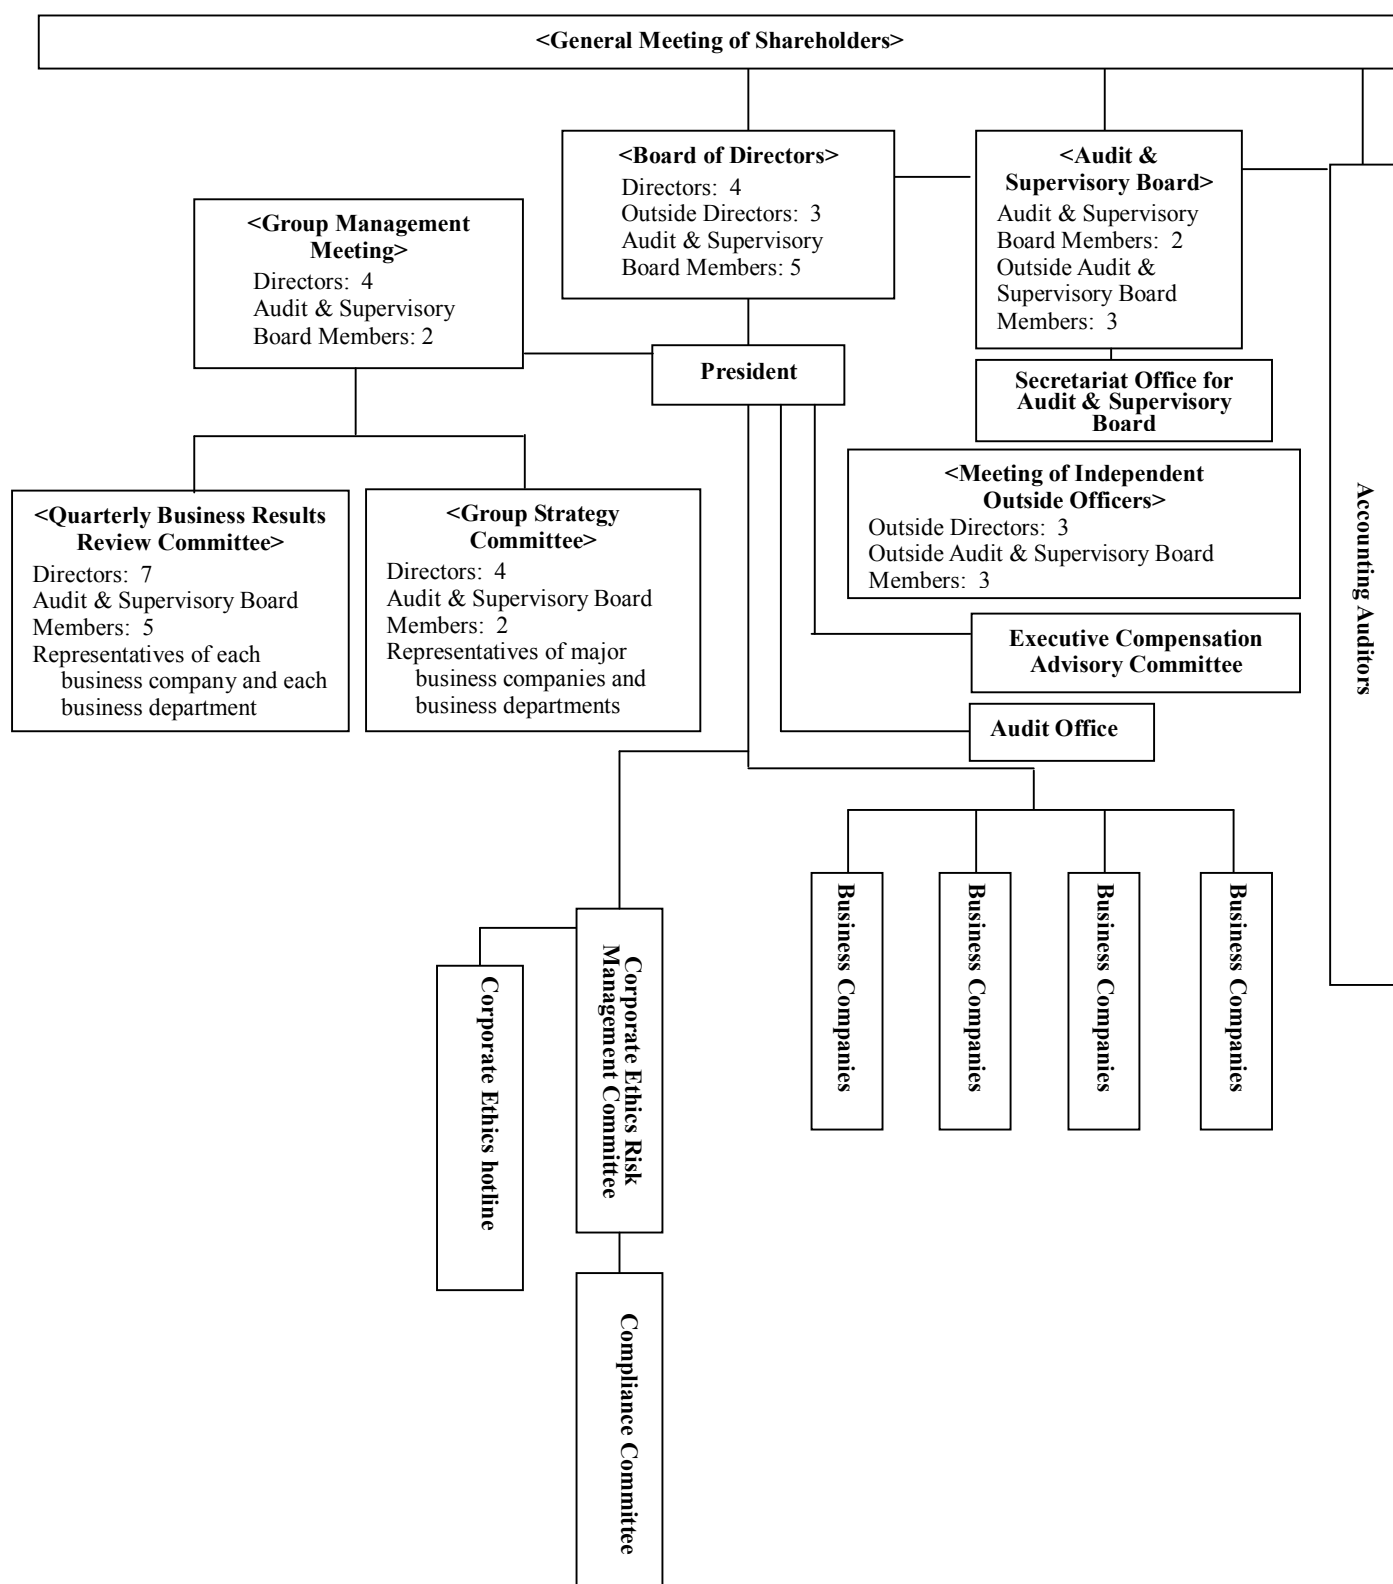 <General Meeting of Shareholders>
<Board of Directors>
Directors: 4
Outside Directors: 3
Audit & Supervisory
Board Members: 5
<Audit &
Supervisory Board>
Audit & Supervisory
Board Members: 2
Outside Audit &
Supervisory Board
Members: 3
<Group Management
Meeting>
Directors: 4
Audit & Supervisory
Board Members: 2
President
Secretariat Office for
Audit & Supervisory
Board
<Meeting of Independent
Outside Officers>
Outside Directors: 3
Outside Audit & Supervisory Board
Members: 3
Accounting Auditors
<Quarterly Business Results
Review Committee>
Directors: 7
Audit & Supervisory Board
Members: 5
Representatives of each
business company and each
business department
<Group Strategy
Committee>
Directors: 4
Audit & Supervisory Board
Members: 2
Representatives of major
business companies and
business departments
Executive Compensation
Advisory Committee
Audit Office
Business Companies
Business Companies
Business Companies
Business Companies
Corporate Ethics Risk
Management Committee
Corporate Ethics hotline
Compliance Committee